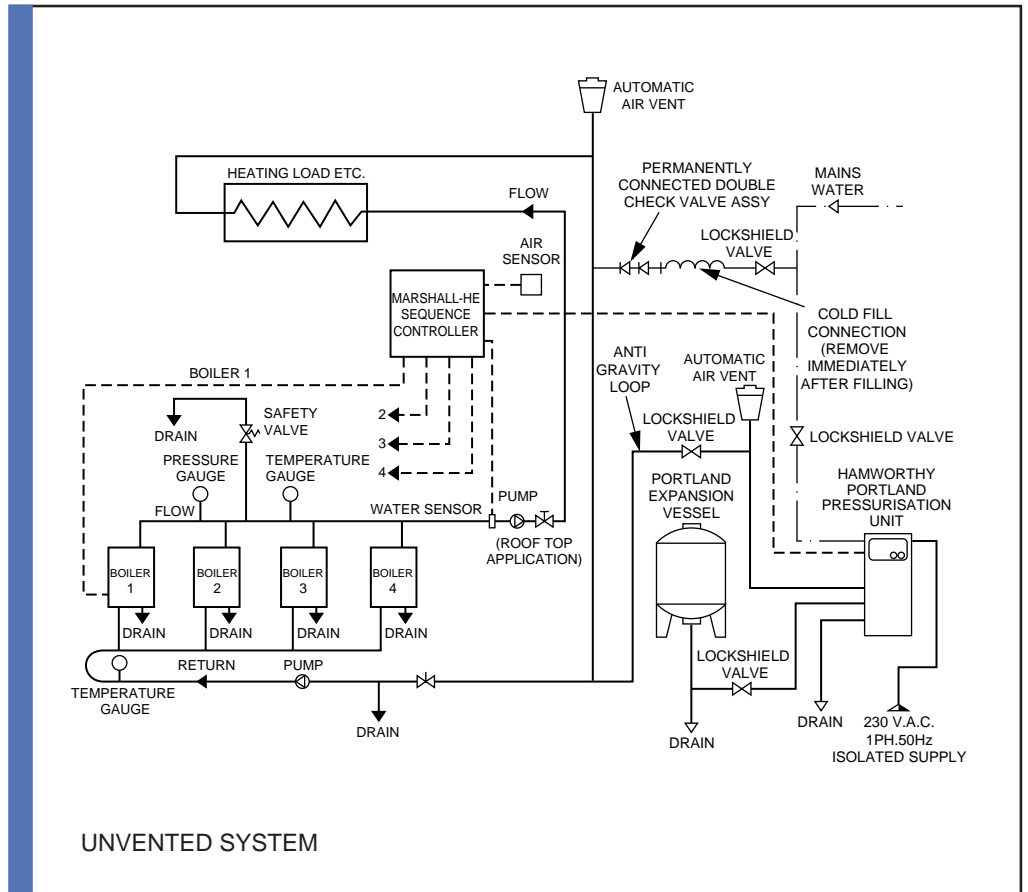 AUTOMATIC
AIR VENT
HEATING LOAD ETC.
FLOW
PERMANENTLY
CONNECTED DOUBLE
CHECK VALVE ASSY
MAINS
WATER
LOCKSHIELD
VALVE
AIR
SENSOR
MARSHALL-HE
SEQUENCE
CONTROLLER
COLD FILL
CONNECTION
(REMOVE
IMMEDIATELY
AFTER FILLING)
ANTI
GRAVITY
LOOP
AUTOMATIC
AIR VENT
BOILER 1
2
3
4
DRAIN
SAFETY
VALVE
LOCKSHIELD
VALVE
LOCKSHIELD VALVE
PRESSURE
GAUGE
TEMPERATURE
GAUGE
PORTLAND
EXPANSION
VESSEL
HAMWORTHY
PORTLAND
PRESSURISATION
UNIT
FLOW
WATER SENSOR
PUMP
(ROOF TOP
APPLICATION)
BOILER
1
BOILER
2
BOILER
3
BOILER
4
DRAIN
DRAIN
DRAIN
DRAIN
RETURN
PUMP
TEMPERATURE
GAUGE
DRAIN
LOCKSHIELD
VALVE
DRAIN
DRAIN
230 V.A.C.
1PH.50Hz
ISOLATED SUPPLY
UNVENTED SYSTEM